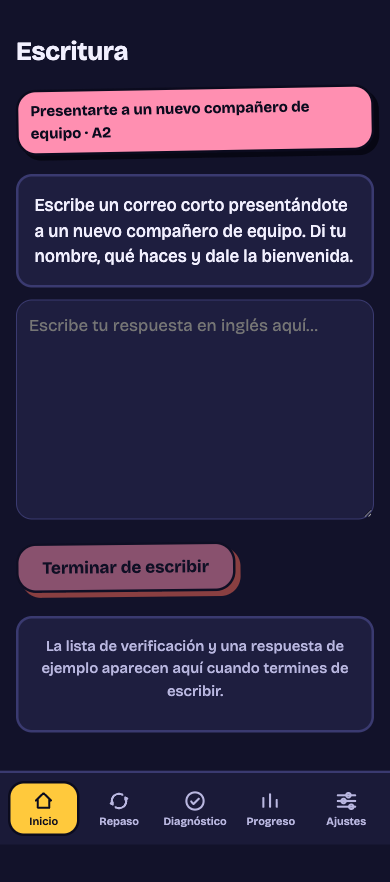 Escritura
Presentarte a un nuevo compañero de
equipo · A2
Escribe un correo corto presentándote
a un nuevo compañero de equipo. Di tu
nombre, qué haces y dale la bienvenida.
Escribe tu respuesta en inglés aquí...
Terminar de escribir
La lista de verificación y una respuesta de
ejemplo aparecen aquí cuando termines de
escribir.
Inicio
Repaso
Diagnóstico
Progreso
Ajustes